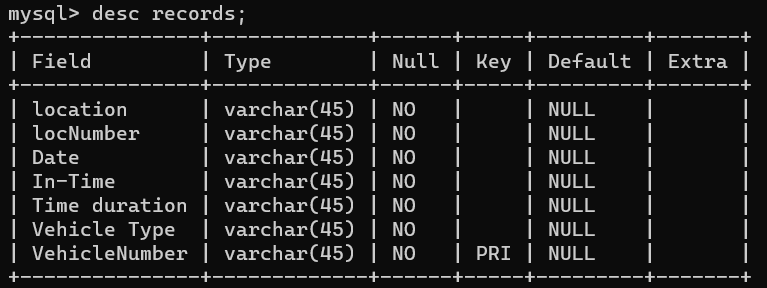 mysql> desc records;
+---------------+-------------+------+-----+---------+-------+
| Field         | Type        | Null | Key | Default | Extra |
+---------------+-------------+------+-----+---------+-------+
| location      | varchar(45) | NO   |     | NULL    |       |
| locNumber     | varchar(45) | NO   |     | NULL    |       |
| Date          | varchar(45) | NO   |     | NULL    |       |
| In-Time       | varchar(45) | NO   |     | NULL    |       |
| Time duration | varchar(45) | NO   |     | NULL    |       |
| Vehicle Type  | varchar(45) | NO   |     | NULL    |       |
| VehicleNumber | varchar(45) | NO   | PRI | NULL    |       |
+---------------+-------------+------+-----+---------+-------+